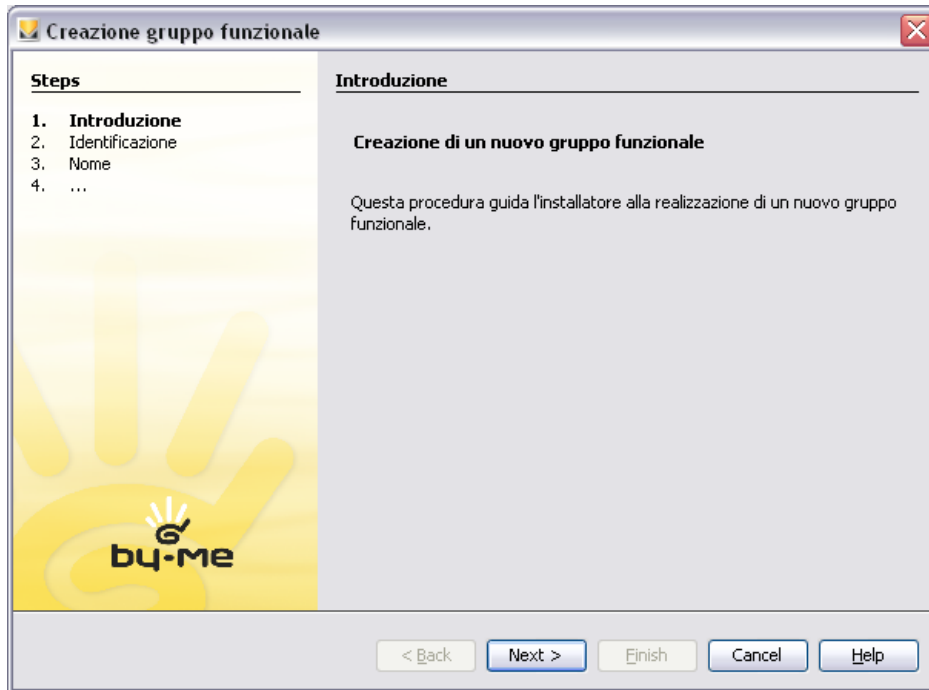 Creazione gruppo funzionale
Steps
1. Introduzione
2. Identificazione
3. Nome
4. ...
by-me
Introduzione
Creazione di un nuovo gruppo funzionale
Questa procedura guida l'installatore alla realizzazione di un nuovo gruppo
funzionale.
< Back Next > Finish Cancel Help